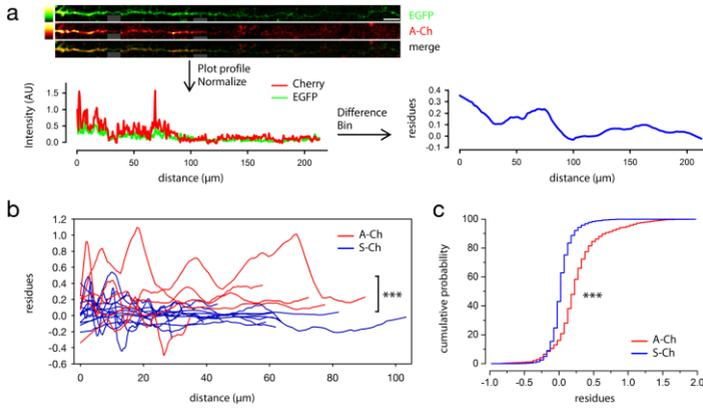 a
EGFP
A-Ch
merge
Plot profile
Normalize
Cherry
EGFP
Intensity (AU)
1.5
1.0
0.5
0.0
0 50 100 150 200
distance (µm)
Difference
Bin
residues
0.4
0.3
0.2
0.1
0.0
-0.1
0 50 100 150 200
distance (µm)
b
residues
1.2
1.0
0.8
0.6
0.4
0.2
0.0
-0.2
-0.4
-0.6
A-Ch
S-Ch
***
0 20 40 60 80 100
distance (µm)
c
cumulative probability
100
80
60
40
20
0
***
A-Ch
S-Ch
-1.0 -0.5 0.0 0.5 1.0 1.5 2.0
residues